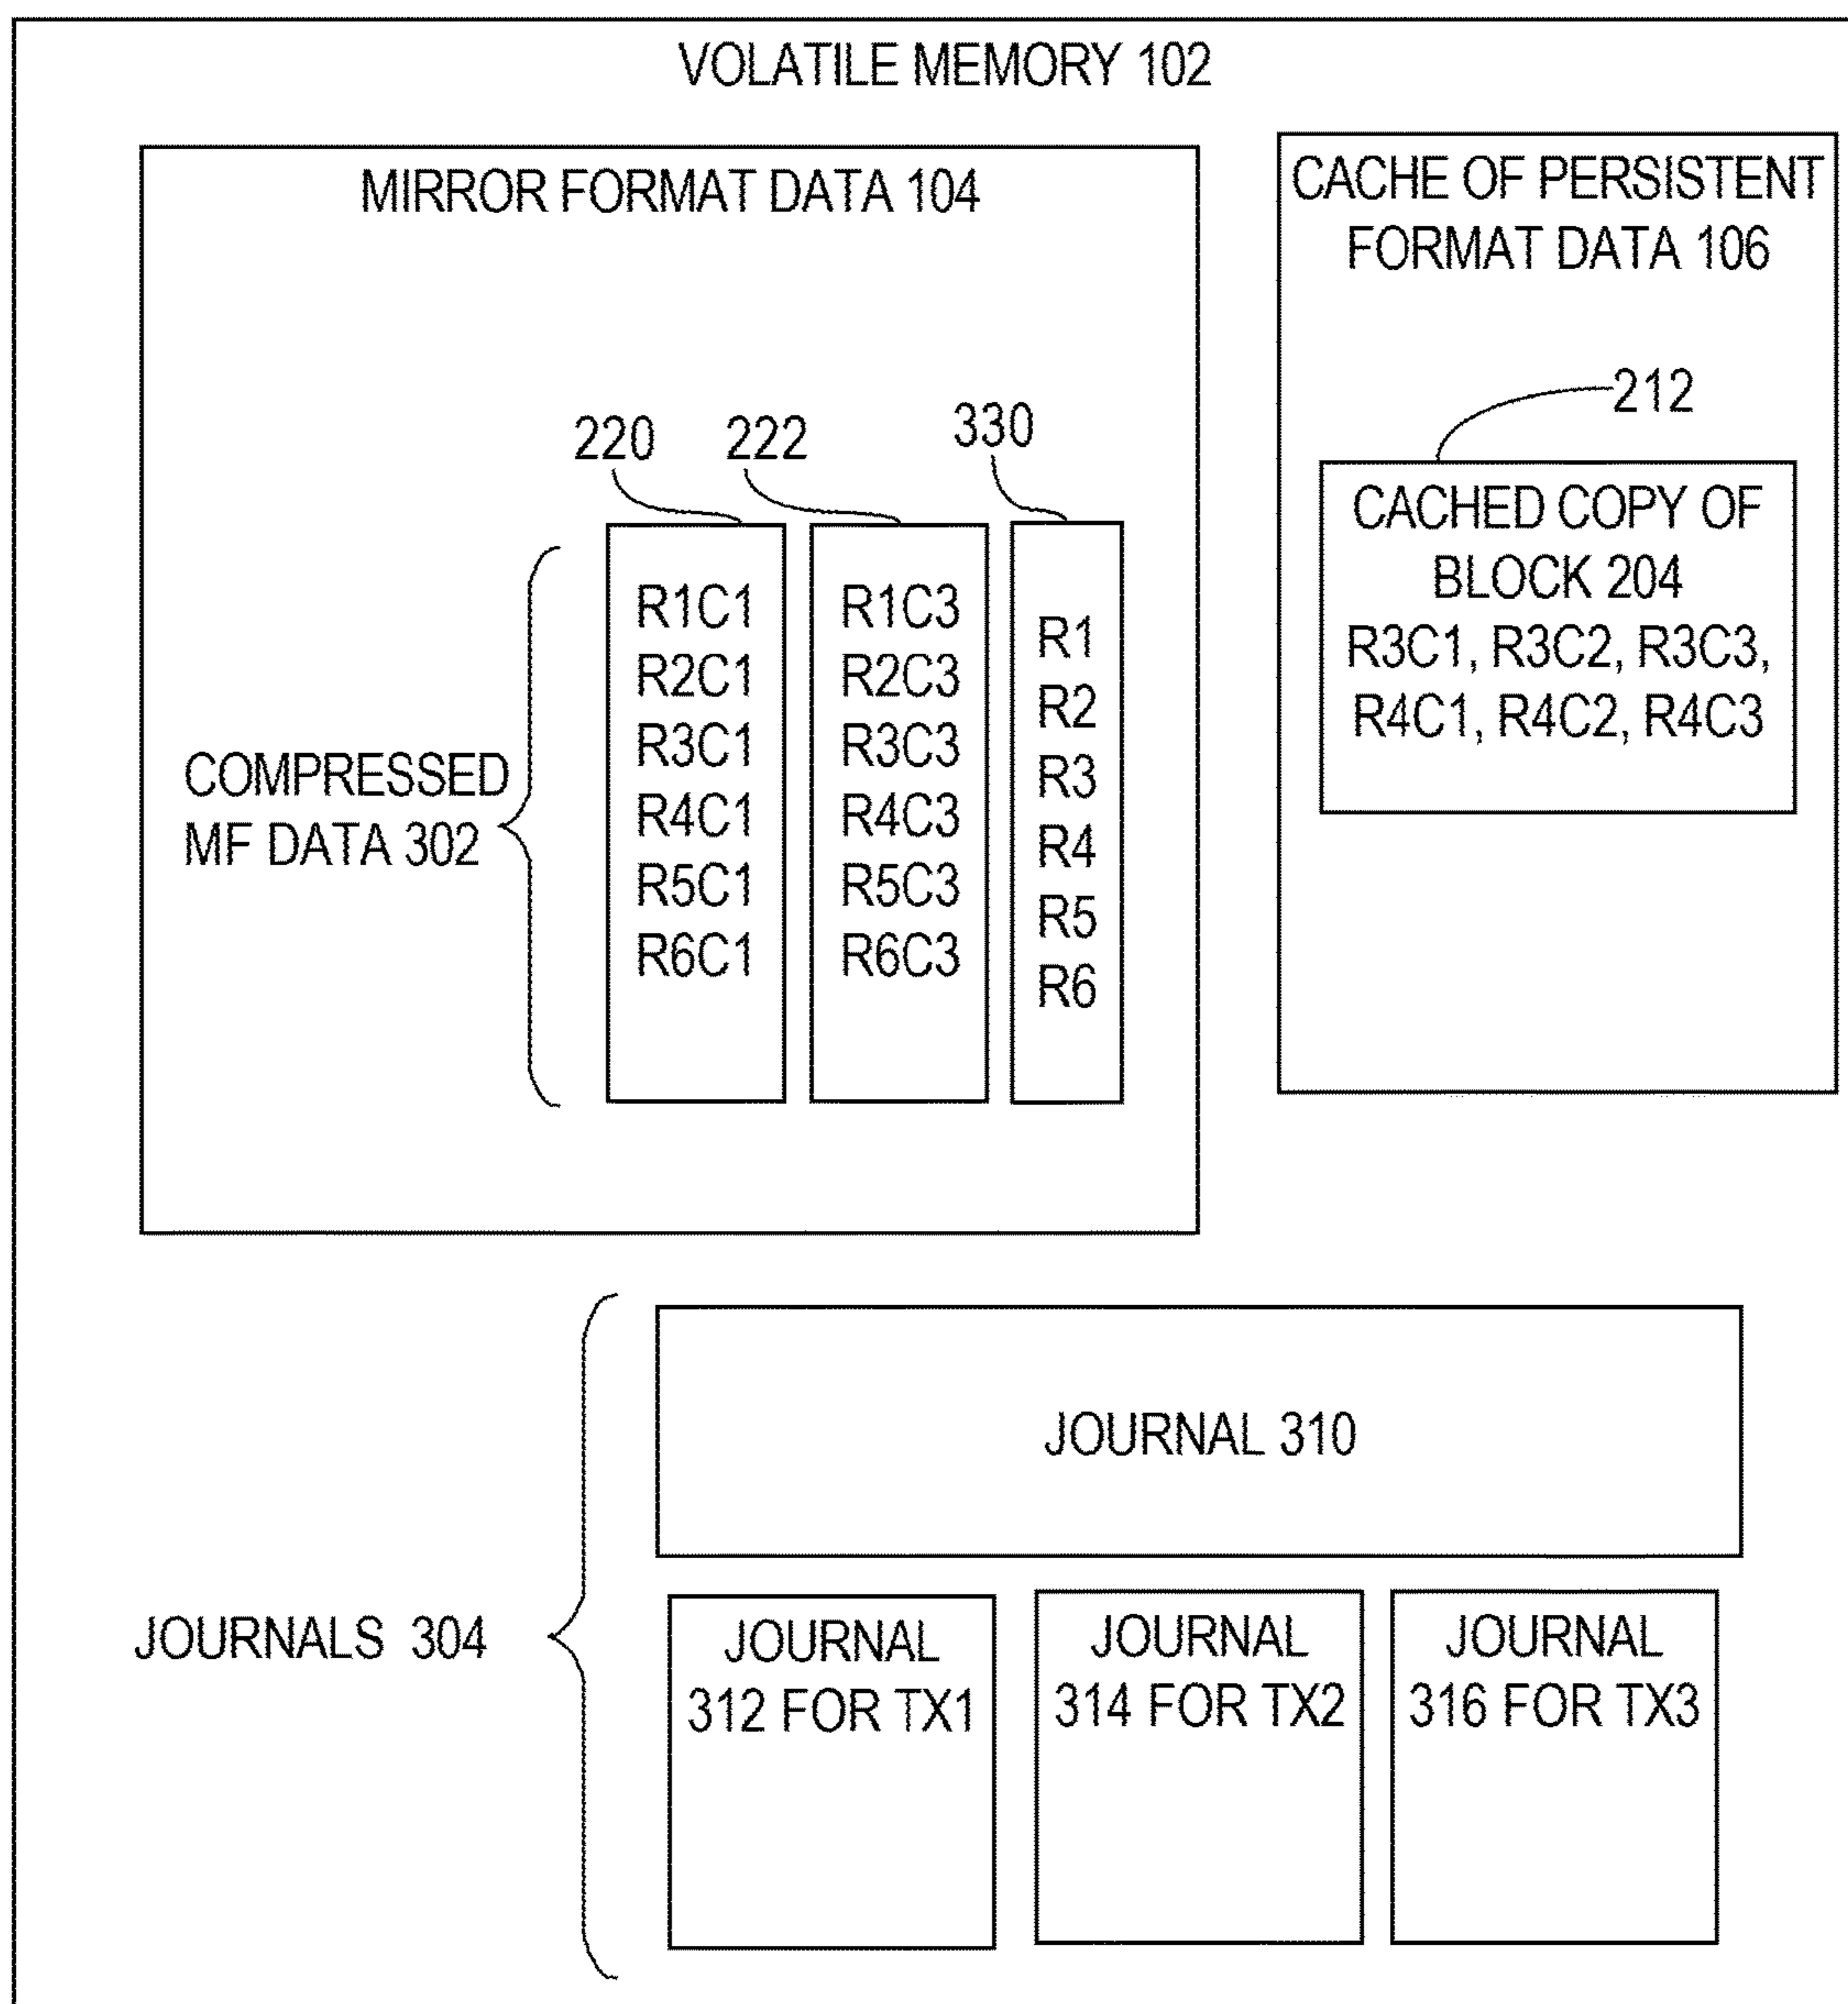 VOLATILE MEMORY 102
MIRROR FORMAT DATA 104
220
222
330
COMPRESSED
MF DATA 302
R1C1
R2C1
R3C1
R4C1
R5C1
R6C1
R1C3
R2C3
R3C3
R4C3
R5C3
R6C3
R1
R2
R3
R4
R5
R6
CACHE OF PERSISTENT
FORMAT DATA 106
212
CACHED COPY OF
BLOCK 204
R3C1, R3C2, R3C3,
R4C1, R4C2, R4C3
JOURNALS 304
JOURNAL 310
JOURNAL
312 FOR TX1
JOURNAL
314 FOR TX2
JOURNAL
316 FOR TX3